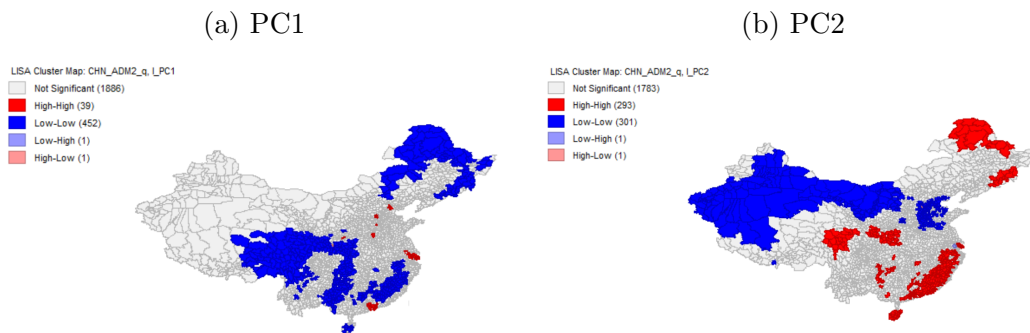 (a) PC1
LISA Cluster Map: CHN_ADM2_q, I_PC1
Not Significant (1886)
High-High (39)
Low-Low (452)
Low-High (1)
High-Low (1)
(b) PC2
LISA Cluster Map: CHN_ADM2_q, I_PC2
Not Significant (1783)
High-High (293)
Low-Low (301)
Low-High (1)
High-Low (1)